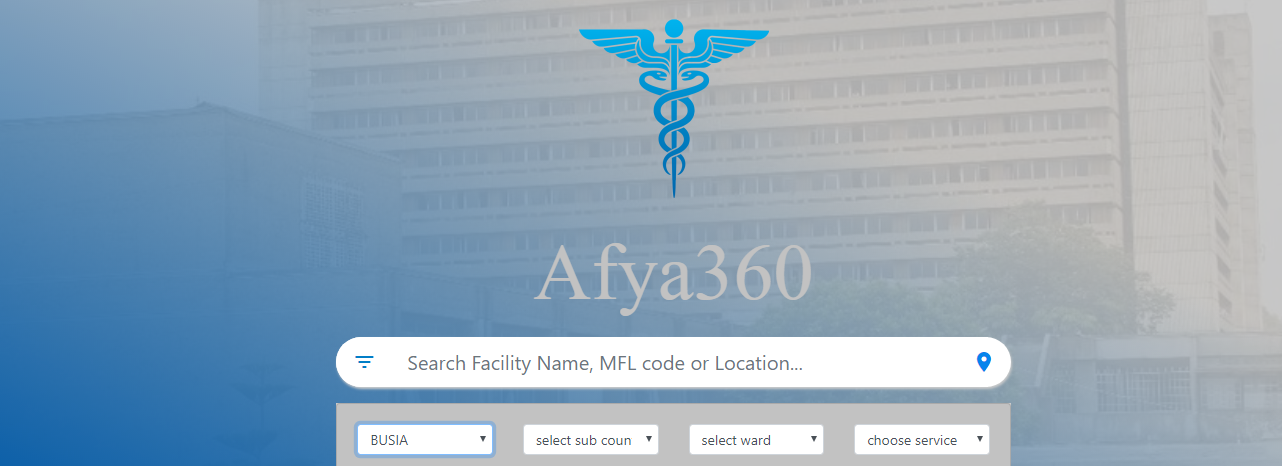 Afya360
Search Facility Name, MFL code or Location...
BUSIA select sub coun select ward choose service